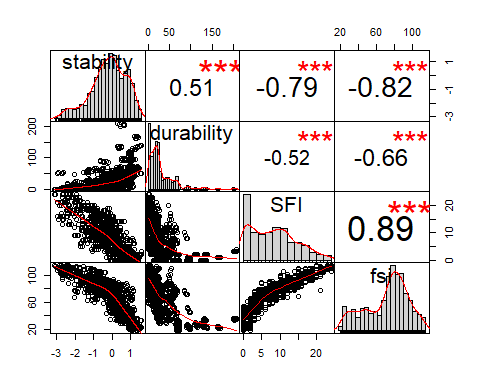 0 50 150
20 60 100
stability
0.51
***
-0.79
***
-0.82
***
-3 -1 1
0 50 100 200
durability
-0.52
***
-0.66
***
SFI
0.89
***
0 10 20
20 60 100
fsi
-3 -2 -1 0 1
0 5 10 20